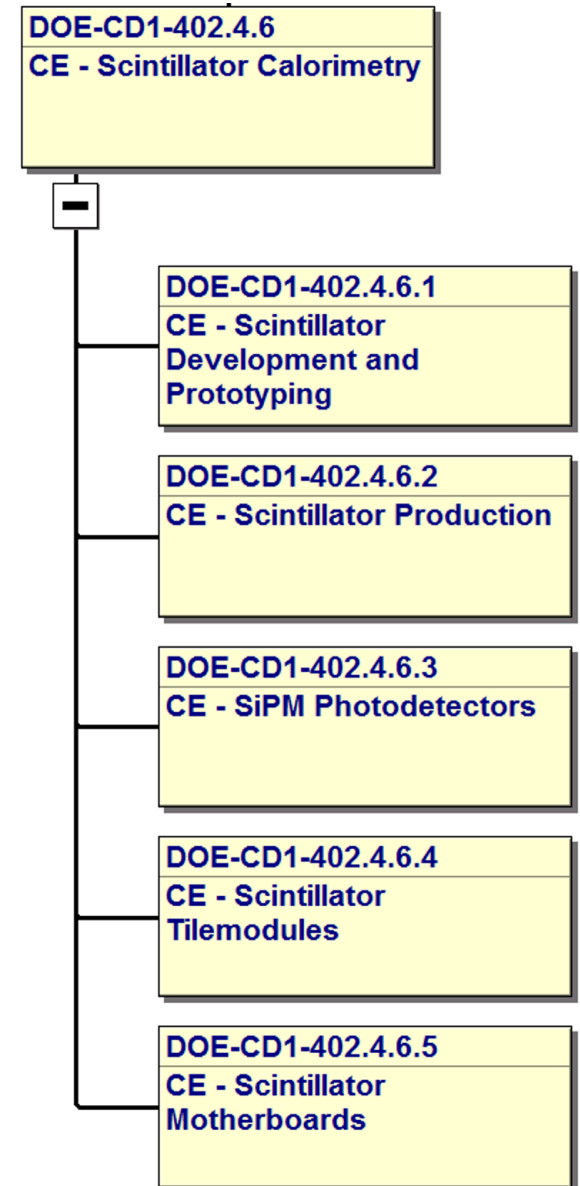 DOE-CD1-402.4.6
CE - Scintillator Calorimetry
DOE-CD1-402.4.6.1
CE - Scintillator
Development and
Prototyping
DOE-CD1-402.4.6.2
CE - Scintillator Production
DOE-CD1-402.4.6.3
CE - SiPM Photodetectors
DOE-CD1-402.4.6.4
CE - Scintillator
Tilemodules
DOE-CD1-402.4.6.5
CE - Scintillator
Motherboards